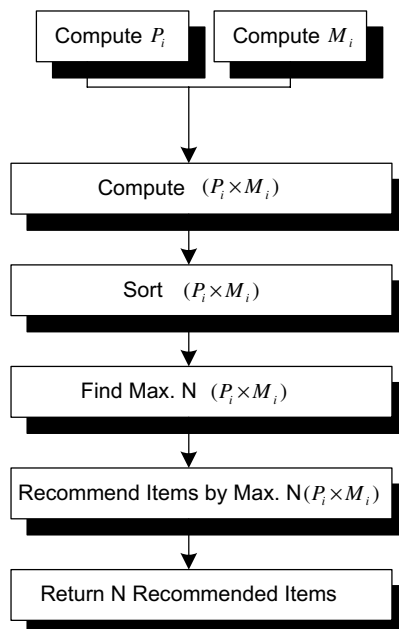 Compute P_i
Compute M_i
Compute (P_i × M_i)
Sort (P_i × M_i)
Find Max. N (P_i × M_i)
Recommend Items by Max. N(P_i × M_i)
Return N Recommended Items